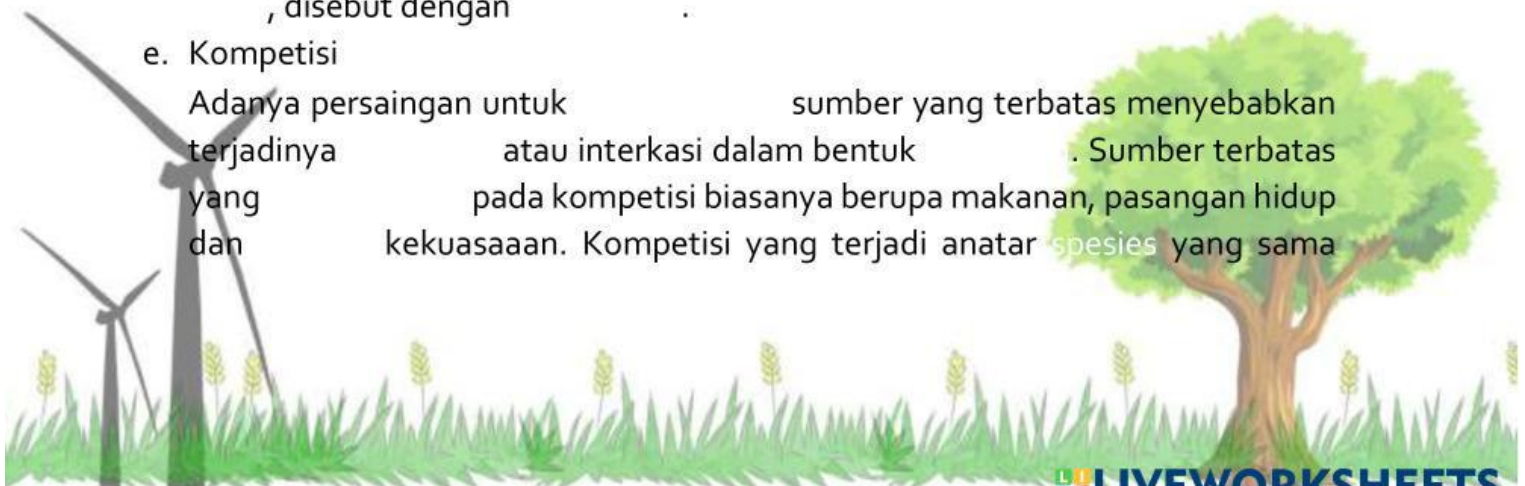 , disebut dengan .
e. Kompetisi
Adanya persaingan untuk sumber yang terbatas menyebabkan
terjadinya atau interkasi dalam bentuk . Sumber terbatas
yang pada kompetisi biasanya berupa makanan, pasangan hidup
dan kekuasaaan. Kompetisi yang terjadi anatar spesies yang sama
LIVEWORKSHEETS